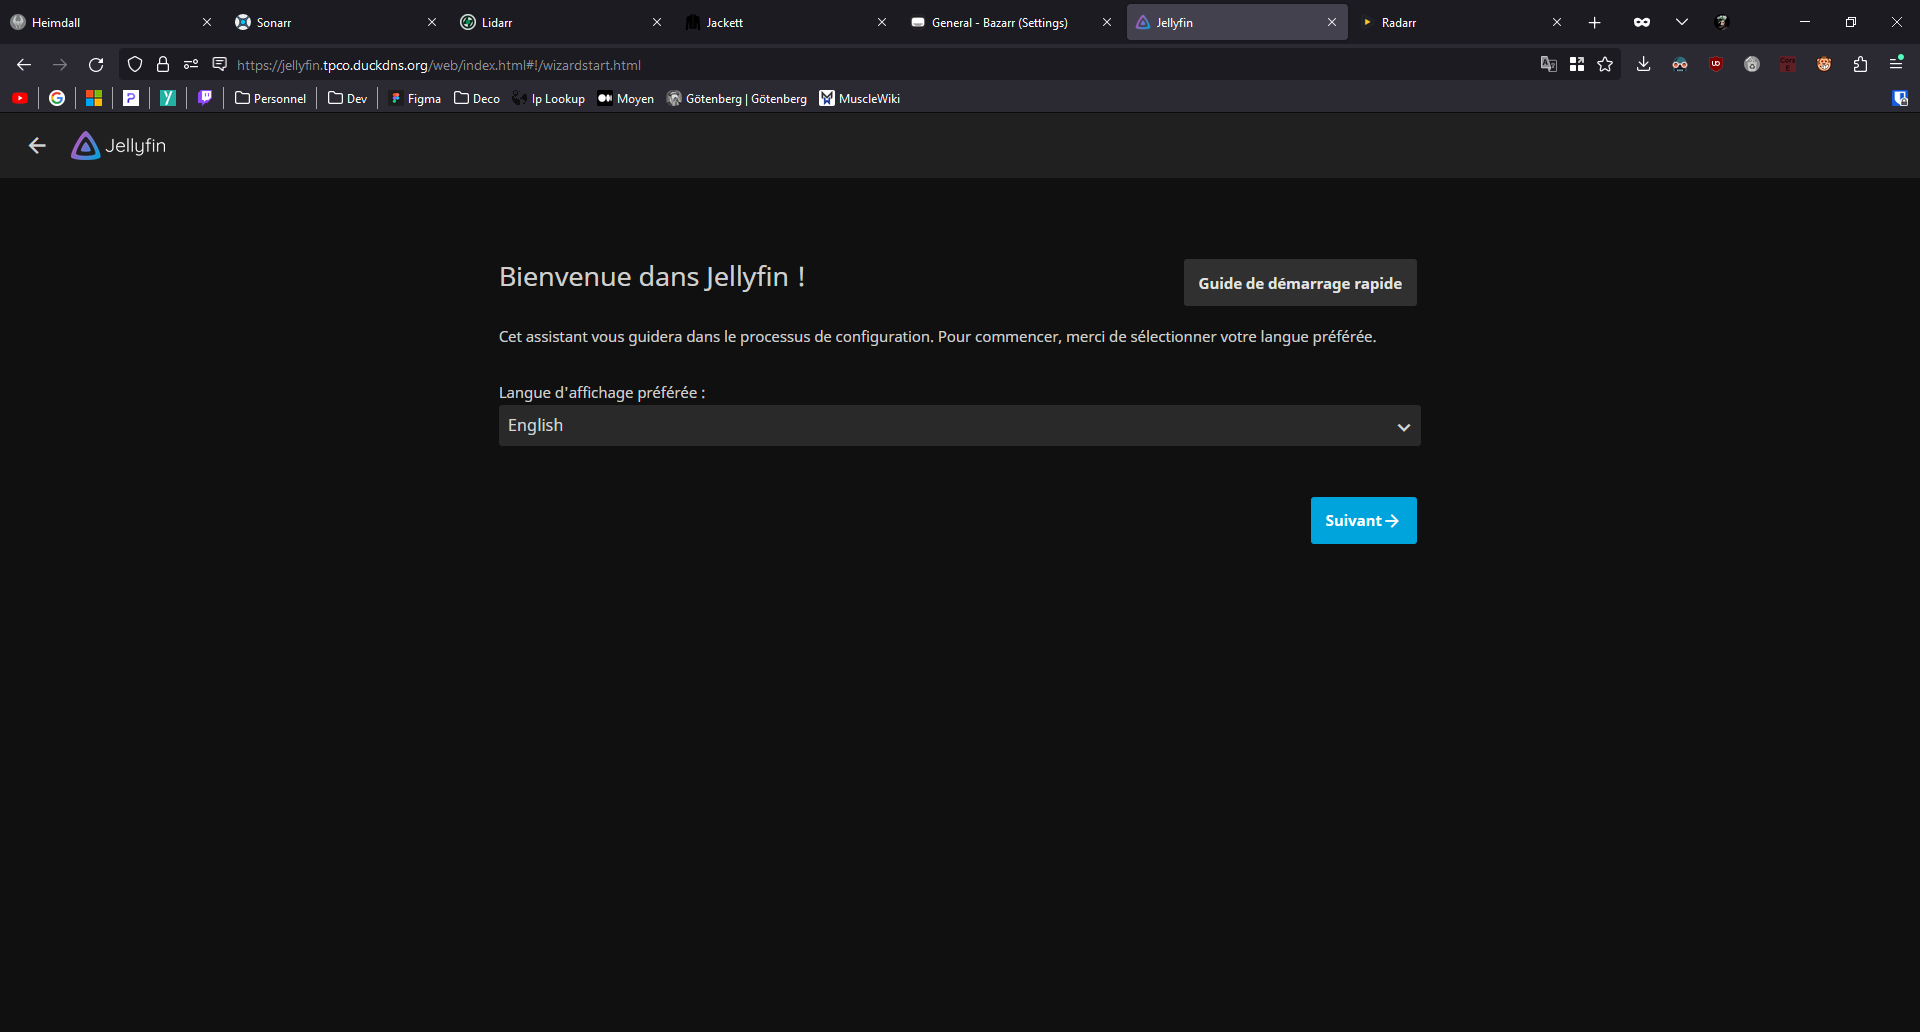 Heimdall
Sonarr
Lidarr
Jackett
General - Bazarr (Settings)
Jellyfin
Radarr
https://jellyfin.tpco.duckdns.org/web/index.html#!/wizardstart.html
Personnel
Dev
Figma
Deco
Ip Lookup
Moyen
Götenberg | Götenberg
MuscleWiki
Jellyfin
Bienvenue dans Jellyfin !
Guide de démarrage rapide
Cet assistant vous guidera dans le processus de configuration. Pour commencer, merci de sélectionner votre langue préférée.
Langue d'affichage préférée :
English
Suivant